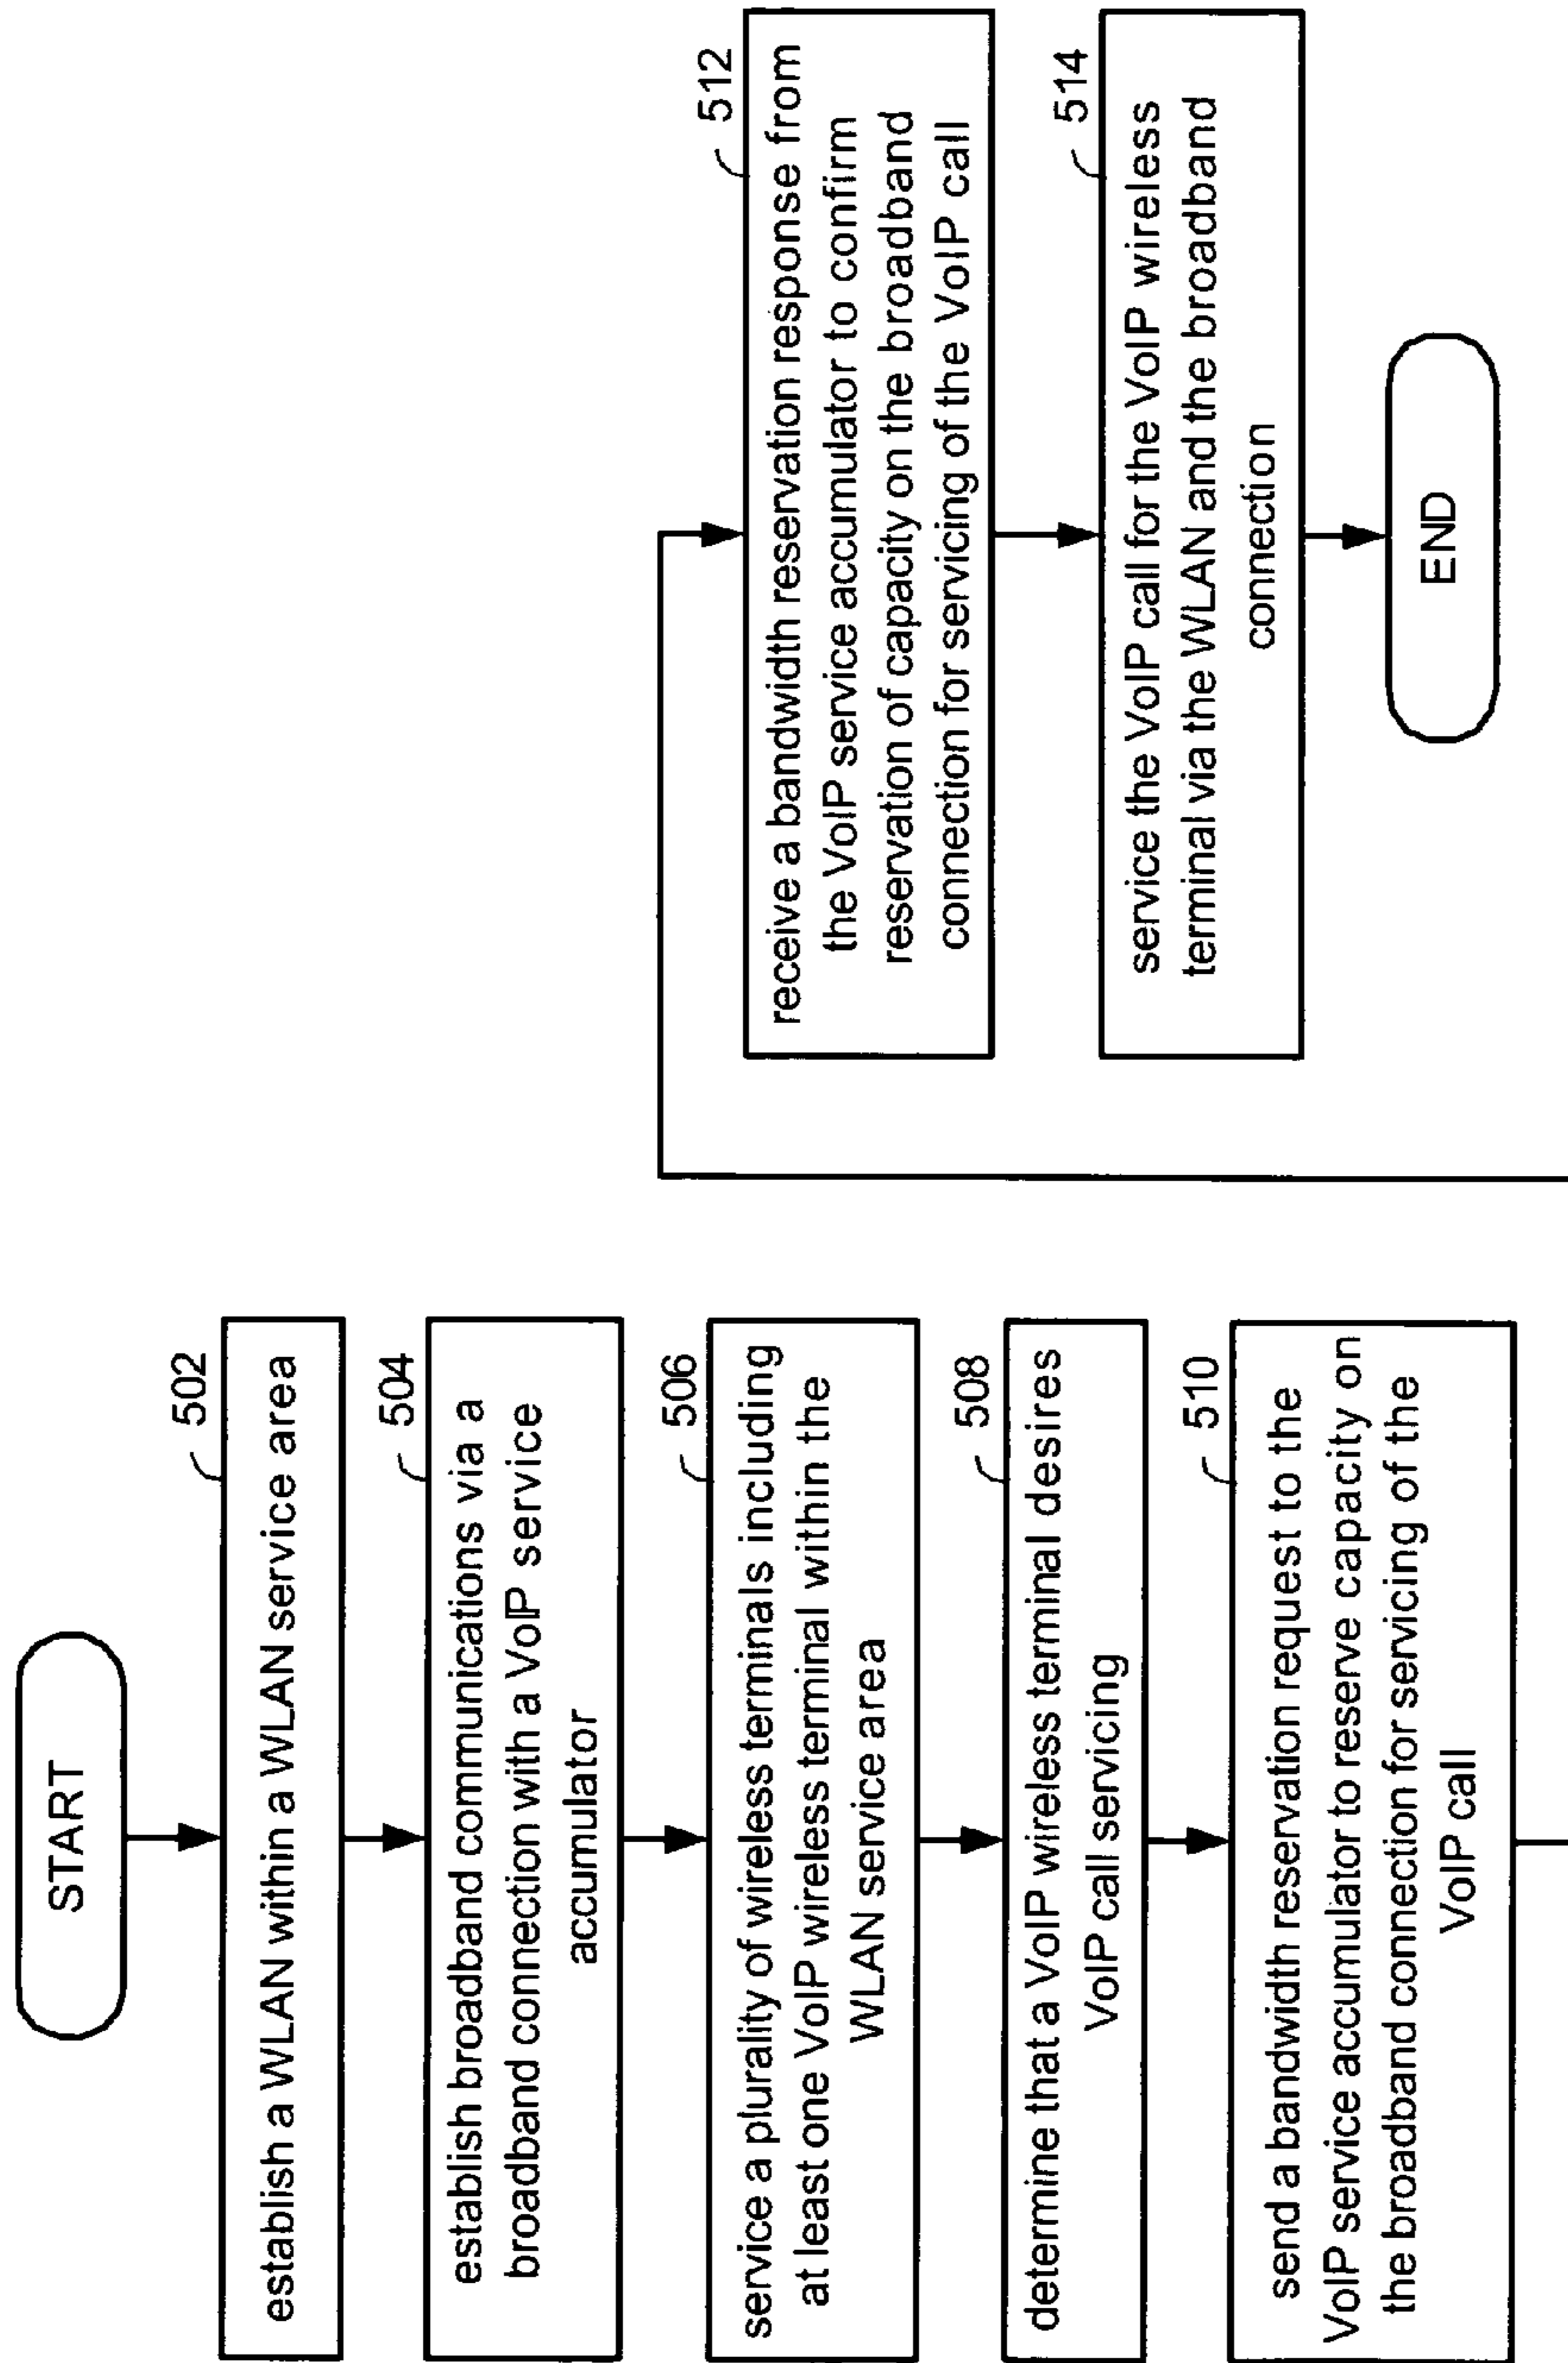 START
502
establish a WLAN within a WLAN service area
504
establish broadband communications via a
broadband connection with a VoIP service
accumulator
506
service a plurality of wireless terminals including
at least one VoIP wireless terminal within the
WLAN service area
508
determine that a VoIP wireless terminal desires
VoIP call servicing
510
send a bandwidth reservation request to the
VoIP service accumulator to reserve capacity on
the broadband connection for servicing of the
VoIP call
512
receive a bandwidth reservation response from
the VoIP service accumulator to confirm
reservation of capacity on the broadband
connection for servicing of the VoIP call
514
service the VoIP call for the VoIP wireless
terminal via the WLAN and the broadband
connection
END